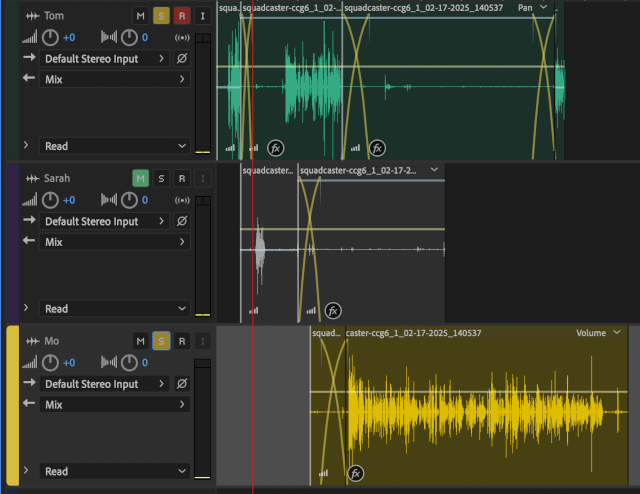 Tom
M S R I
+0 0
Default Stereo Input
Mix
Read
squa... squadcaster-ccg6_1_02-... squadcaster-ccg6_1_02-17-2025_140537 Pan
fx fx
Sarah
M S R I
+0 0
Default Stereo Input
Mix
Read
squadcaster... squadcaster-ccg6_1_02-17-2...
fx
Mo
M S R I
+0 0
Default Stereo Input
Mix
Read
squad... caster-ccg6_1_02-17-2025_140537 Volume
fx